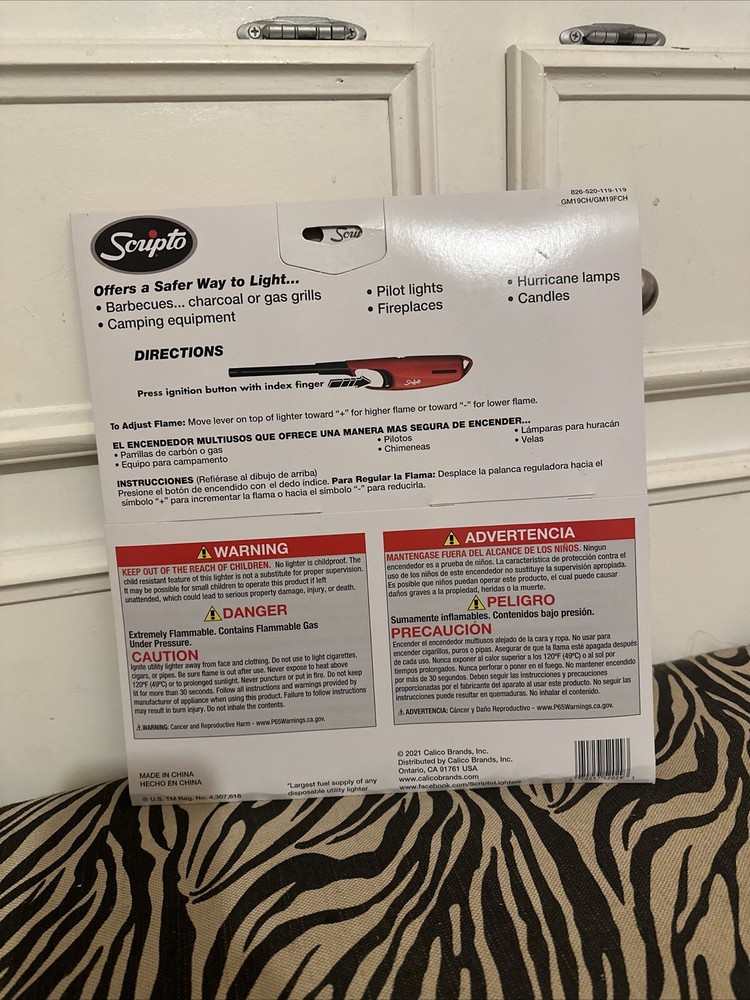 826-520-119-119
GM19CH/GM19FCH
Scripto
Offers a Safer Way to Light...
• Barbecues... charcoal or gas grills
• Camping equipment
• Pilot lights
• Fireplaces
• Hurricane lamps
• Candles
DIRECTIONS
Scripto
Press ignition button with index finger
To Adjust Flame: Move lever on top of lighter toward "+" for higher flame or toward "-" for lower flame.
EL ENCENDEDOR MULTIUSOS QUE OFRECE UNA MANERA MAS SEGURA DE ENCENDER...
• Parrillas de carbón o gas
• Equipo para campamento
• Pilotos
• Chimeneas
• Lámparas para huracán
• Velas
INSTRUCCIONES (Refiérase al dibujo de arriba)
Presione el botón de encendido con el dedo índice. Para Regular la Flama: Desplace la palanca reguladora hacia el
símbolo "+" para incrementar la flama o hacia el símbolo "-" para reducirla.
WARNING
KEEP OUT OF THE REACH OF CHILDREN. No lighter is childproof. The
child resistant feature of this lighter is not a substitute for proper supervision.
It may be possible for small children to operate this product if left
unattended, which could lead to serious property damage, injury, or death.
DANGER
Extremely Flammable. Contains Flammable Gas
Under Pressure.
CAUTION
Ignite utility lighter away from face and clothing. Do not use to light cigarettes,
cigars, or pipes. Be sure flame is out after use. Never expose to heat above
120°F (49°C) or to prolonged sunlight. Never puncture or put in fire. Do not keep
lit for more than 30 seconds. Follow all instructions and warnings provided by
manufacturer of appliance when using this product. Failure to follow instructions
may result in burn injury. Do not inhale the contents.
WARNING: Cancer and Reproductive Harm - www.P65Warnings.ca.gov.
ADVERTENCIA
MANTENGASE FUERA DEL ALCANCE DE LOS NIÑOS. Ningun
encendedor es a prueba de niños. La característica de protección contra el
uso de los niños de este encendedor no sustituye la supervisión apropiada.
Es posible que niños puedan operar este producto, el cual puede causar
daños graves a la propiedad, heridas o la muerte.
PELIGRO
Sumamente inflamables. Contenidos bajo presión.
PRECAUCIÓN
Encender el encendedor multiusos alejado de la cara y ropa. No usar para
encender cigarillos, puros o pipas. Asegurar de que la llama esté apagada después
de cada uso. Nunca exponer al calor superior a los 120°F (49°C) o al sol por
tiempos prolongados. Nunca perforar o poner en el fuego. No mantener encendido
por más de 30 segundos. Deben seguir las instrucciones y precauciones
proporcionadas por el fabricante del aparato al usar este producto. No seguir las
instrucciones puede resultar en quemaduras. No inhalar el contenido.
ADVERTENCIA: Cáncer y Daño Reproductivo - www.P65Warnings.ca.gov.
MADE IN CHINA
HECHO EN CHINA
® U.S. TM Reg. No. 4,307,616
*Largest fuel supply of any
disposable utility lighter
© 2021 Calico Brands, Inc.
Distributed by Calico Brands, Inc.
Ontario, CA 91761 USA
www.calicobrands.com
www.facebook.com/ScriptoLighters